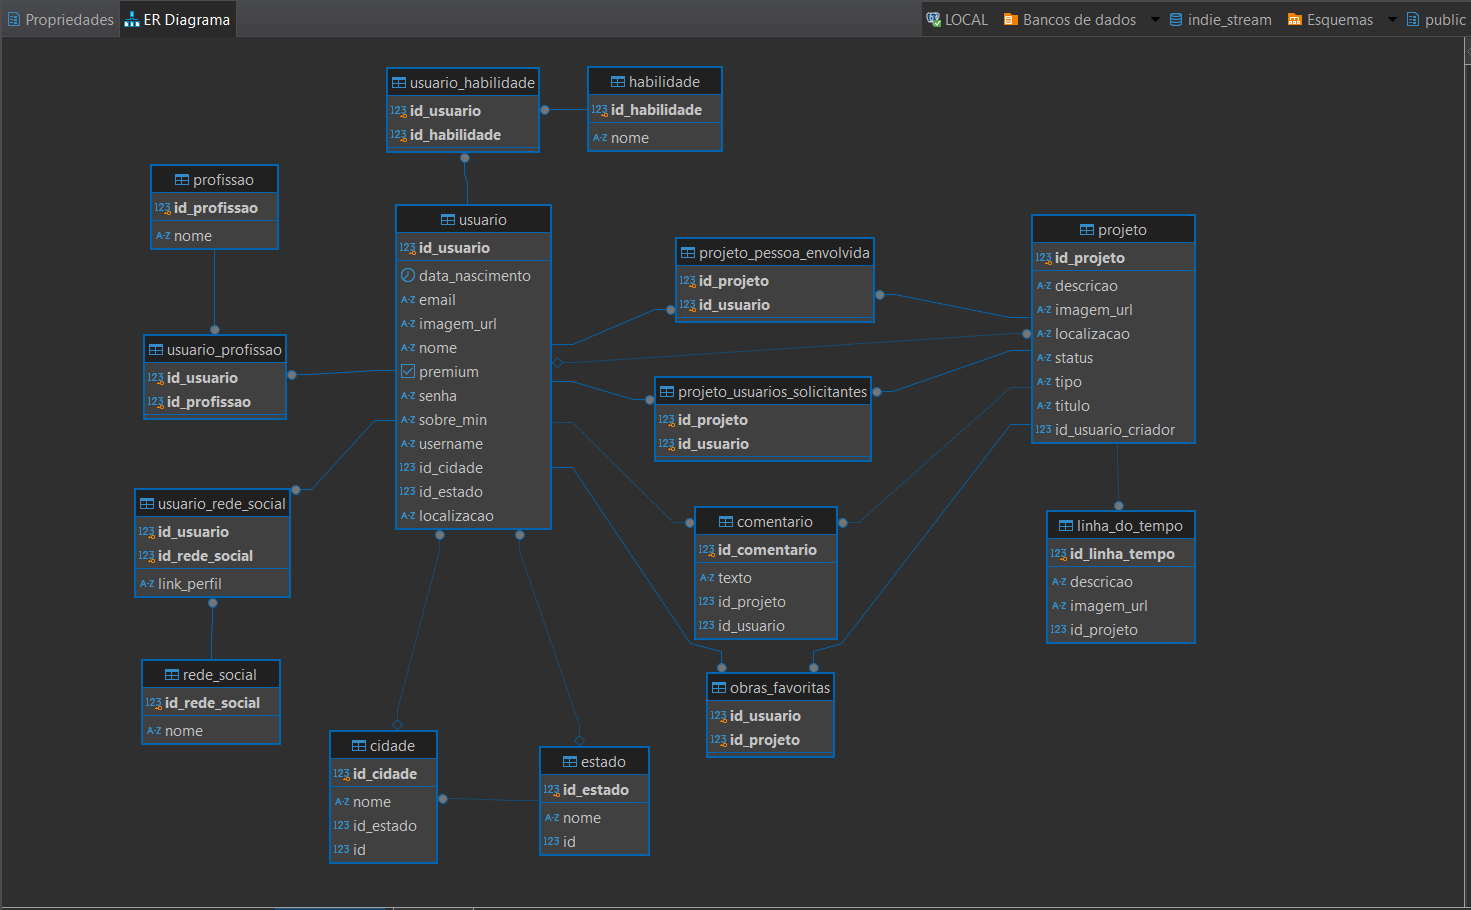 Propriedades
ER Diagrama
LOCAL
Bancos de dados
indie_stream
Esquemas
public
usuario_habilidade
123 id_usuario
123 id_habilidade
habilidade
123 id_habilidade
A-Z nome
profissao
123 id_profissao
A-Z nome
usuario
123 id_usuario
data_nascimento
A-Z email
A-Z imagem_url
A-Z nome
premium
A-Z senha
A-Z sobre_min
A-Z username
123 id_cidade
123 id_estado
A-Z localizacao
projeto_pessoa_envolvida
123 id_projeto
123 id_usuario
projeto
123 id_projeto
A-Z descricao
A-Z imagem_url
A-Z localizacao
A-Z status
A-Z tipo
A-Z titulo
123 id_usuario_criador
usuario_profissao
123 id_usuario
123 id_profissao
projeto_usuarios_solicitantes
123 id_projeto
123 id_usuario
usuario_rede_social
123 id_usuario
123 id_rede_social
A-Z link_perfil
comentario
123 id_comentario
A-Z texto
123 id_projeto
123 id_usuario
linha_do_tempo
123 id_linha_tempo
A-Z descricao
A-Z imagem_url
123 id_projeto
rede_social
123 id_rede_social
A-Z nome
obras_favoritas
123 id_usuario
123 id_projeto
cidade
123 id_cidade
A-Z nome
123 id_estado
123 id
estado
123 id_estado
A-Z nome
123 id